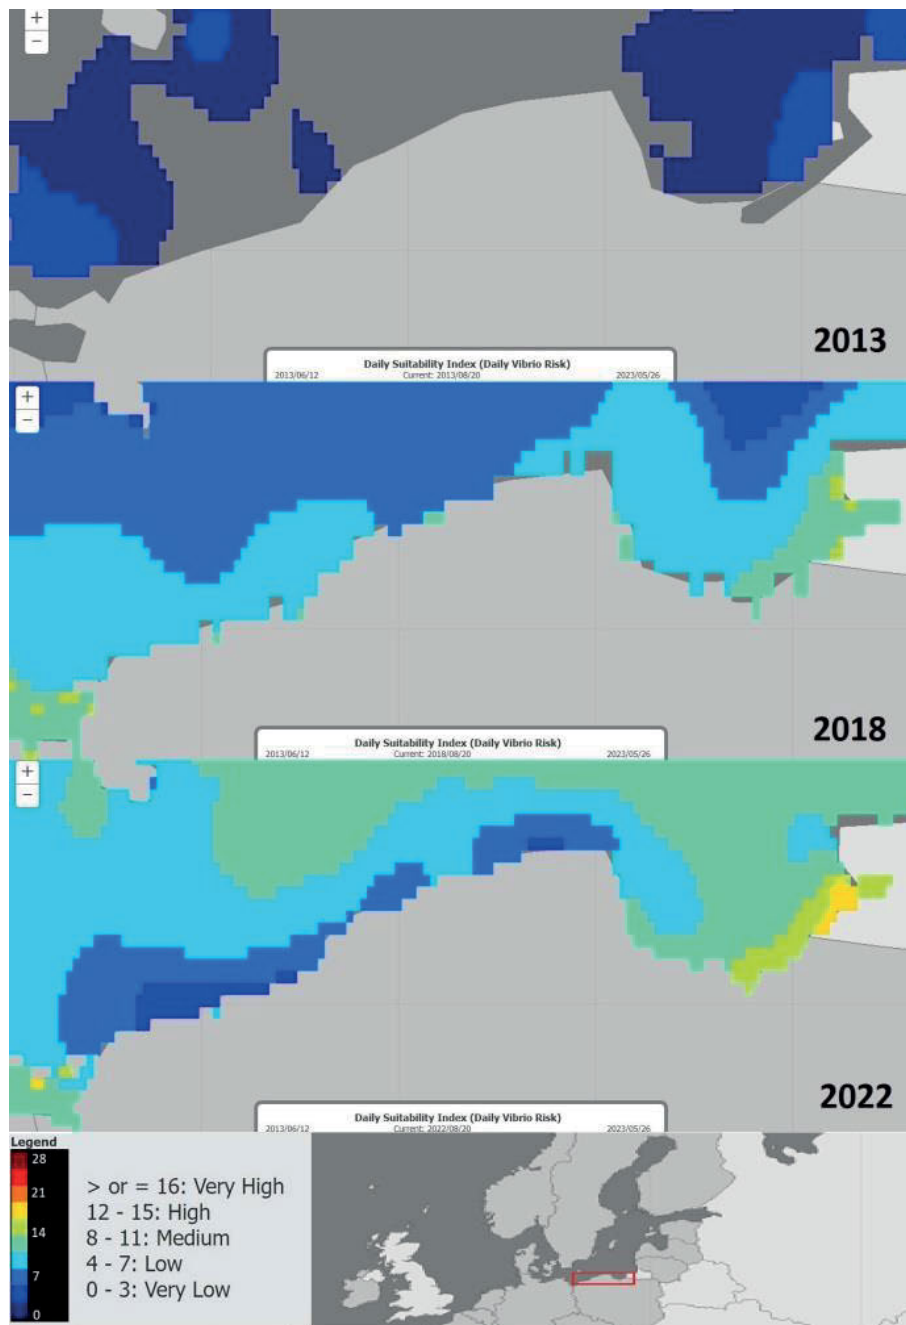 +
−
2013
Daily Suitability Index (Daily Vibrio Risk)
2013/06/12 Current: 2013/08/20 2023/05/26
+
−
2018
Daily Suitability Index (Daily Vibrio Risk)
2013/06/12 Current: 2018/08/20 2023/05/26
+
−
2022
Daily Suitability Index (Daily Vibrio Risk)
2013/06/12 Current: 2022/08/20 2023/05/26
Legend
28
21
14
7
0
> or = 16: Very High
12 - 15: High
8 - 11: Medium
4 - 7: Low
0 - 3: Very Low